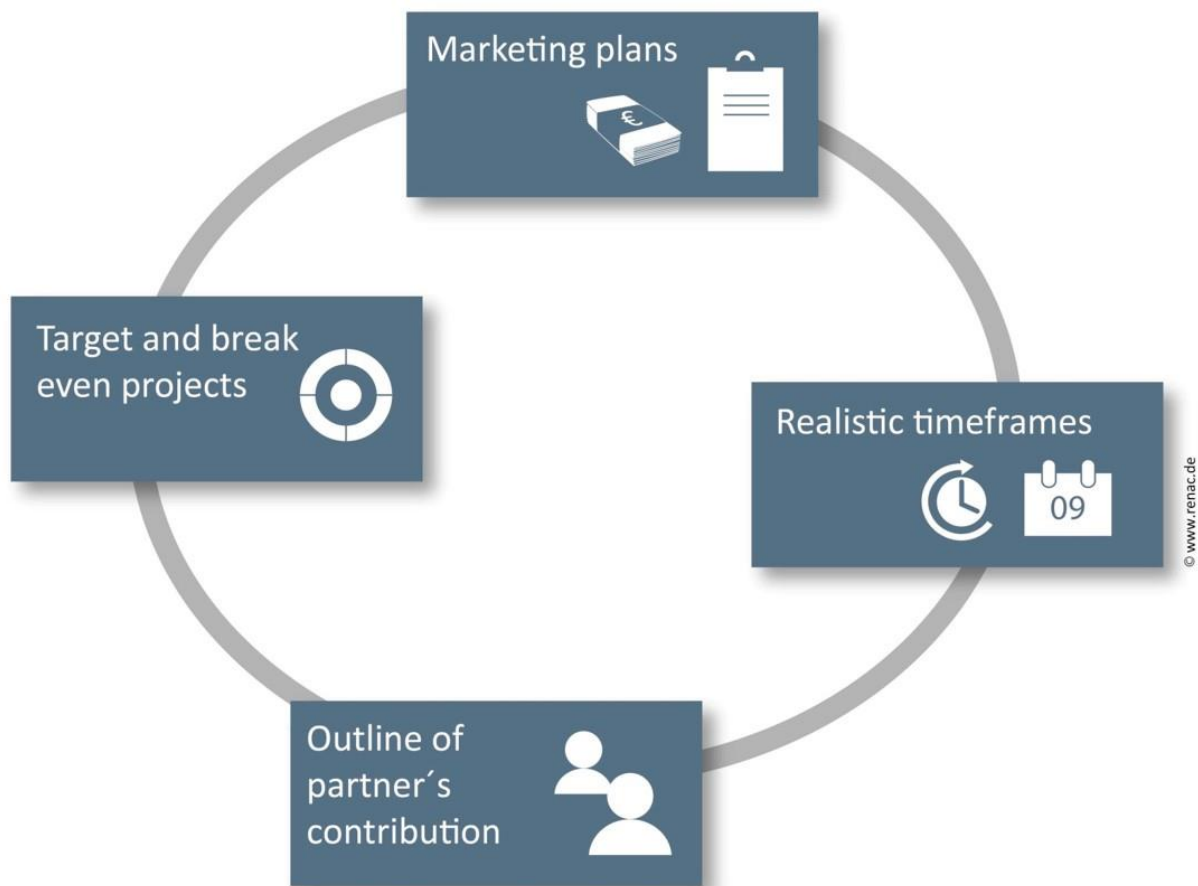 Marketing plans
€
Target and break
even projects
Realistic timeframes
09
Outline of
partner´s
contribution
© www.renac.de